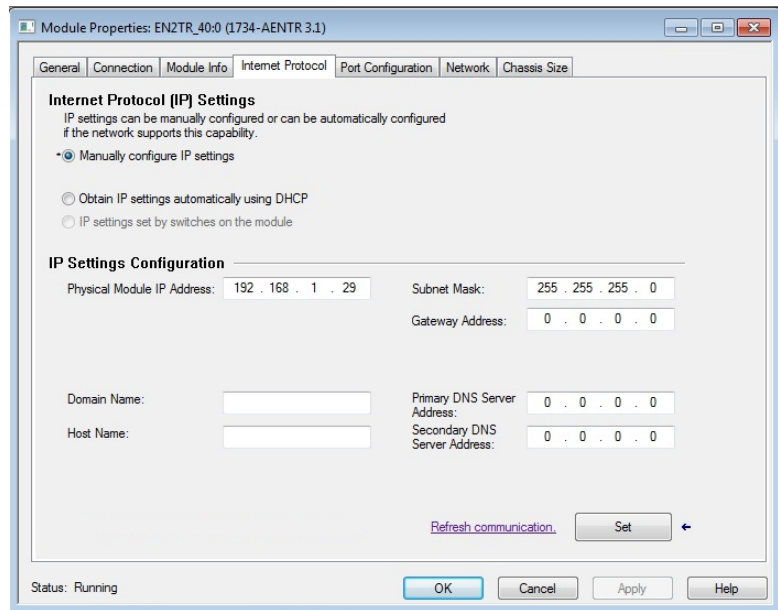 Module Properties: EN2TR_40:0 (1734-AENTR 3.1)
General Connection Module Info Internet Protocol Port Configuration Network Chassis Size
Internet Protocol (IP) Settings
IP settings can be manually configured or can be automatically configured
if the network supports this capability.
Manually configure IP settings
Obtain IP settings automatically using DHCP
IP settings set by switches on the module
IP Settings Configuration
Physical Module IP Address: 192 . 168 . 1 . 29 Subnet Mask: 255 . 255 . 255 . 0
Gateway Address: 0 . 0 . 0 . 0
Domain Name: Primary DNS Server
Address: 0 . 0 . 0 . 0
Host Name: Secondary DNS
Server Address: 0 . 0 . 0 . 0
Refresh communication. Set
Status: Running OK Cancel Apply Help